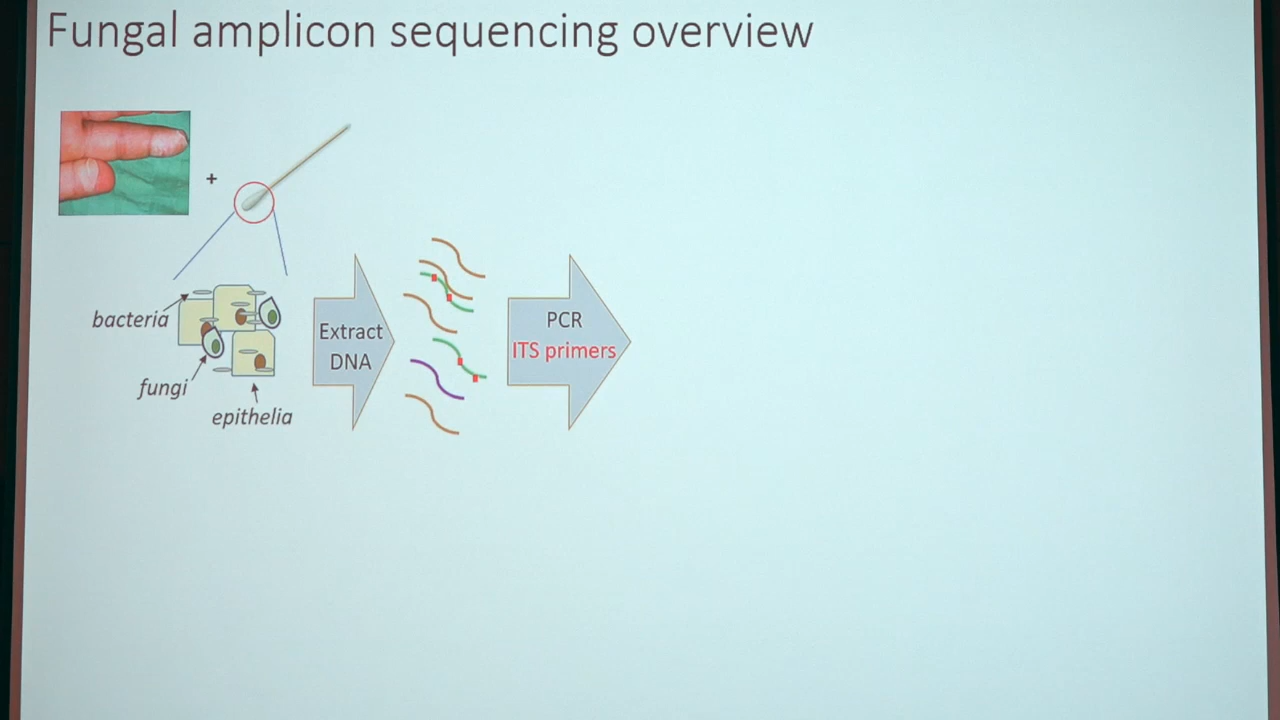 Fungal amplicon sequencing overview
+
bacteria
fungi
epithelia
Extract
DNA
PCR
ITS primers